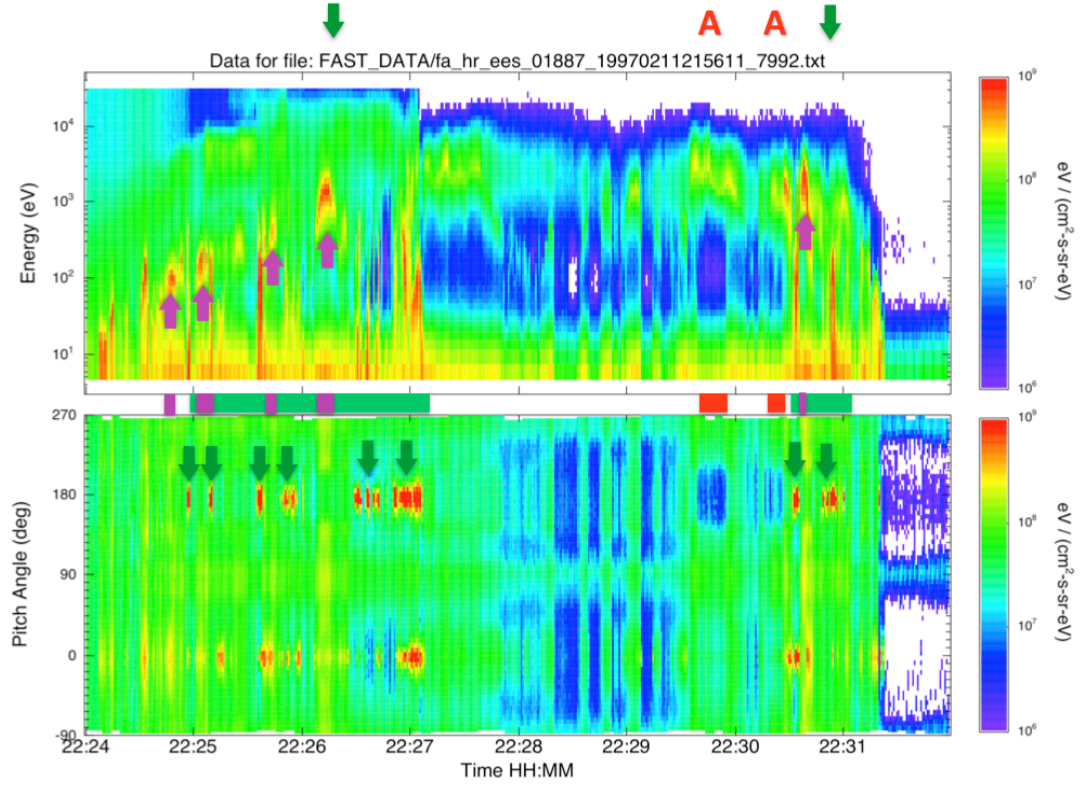 A A
Data for file: FAST_DATA/fa_hr_ees_01887_19970211215611_7992.txt
Energy (eV)
10⁴
10³
10²
10¹
10⁹
10⁸
10⁷
10⁶
eV / (cm²-s-sr-eV)
Pitch Angle (deg)
270
180
90
0
-90
10⁹
10⁸
10⁷
10⁶
eV / (cm²-s-sr-eV)
22:24 22:25 22:26 22:27 22:28 22:29 22:30 22:31
Time HH:MM